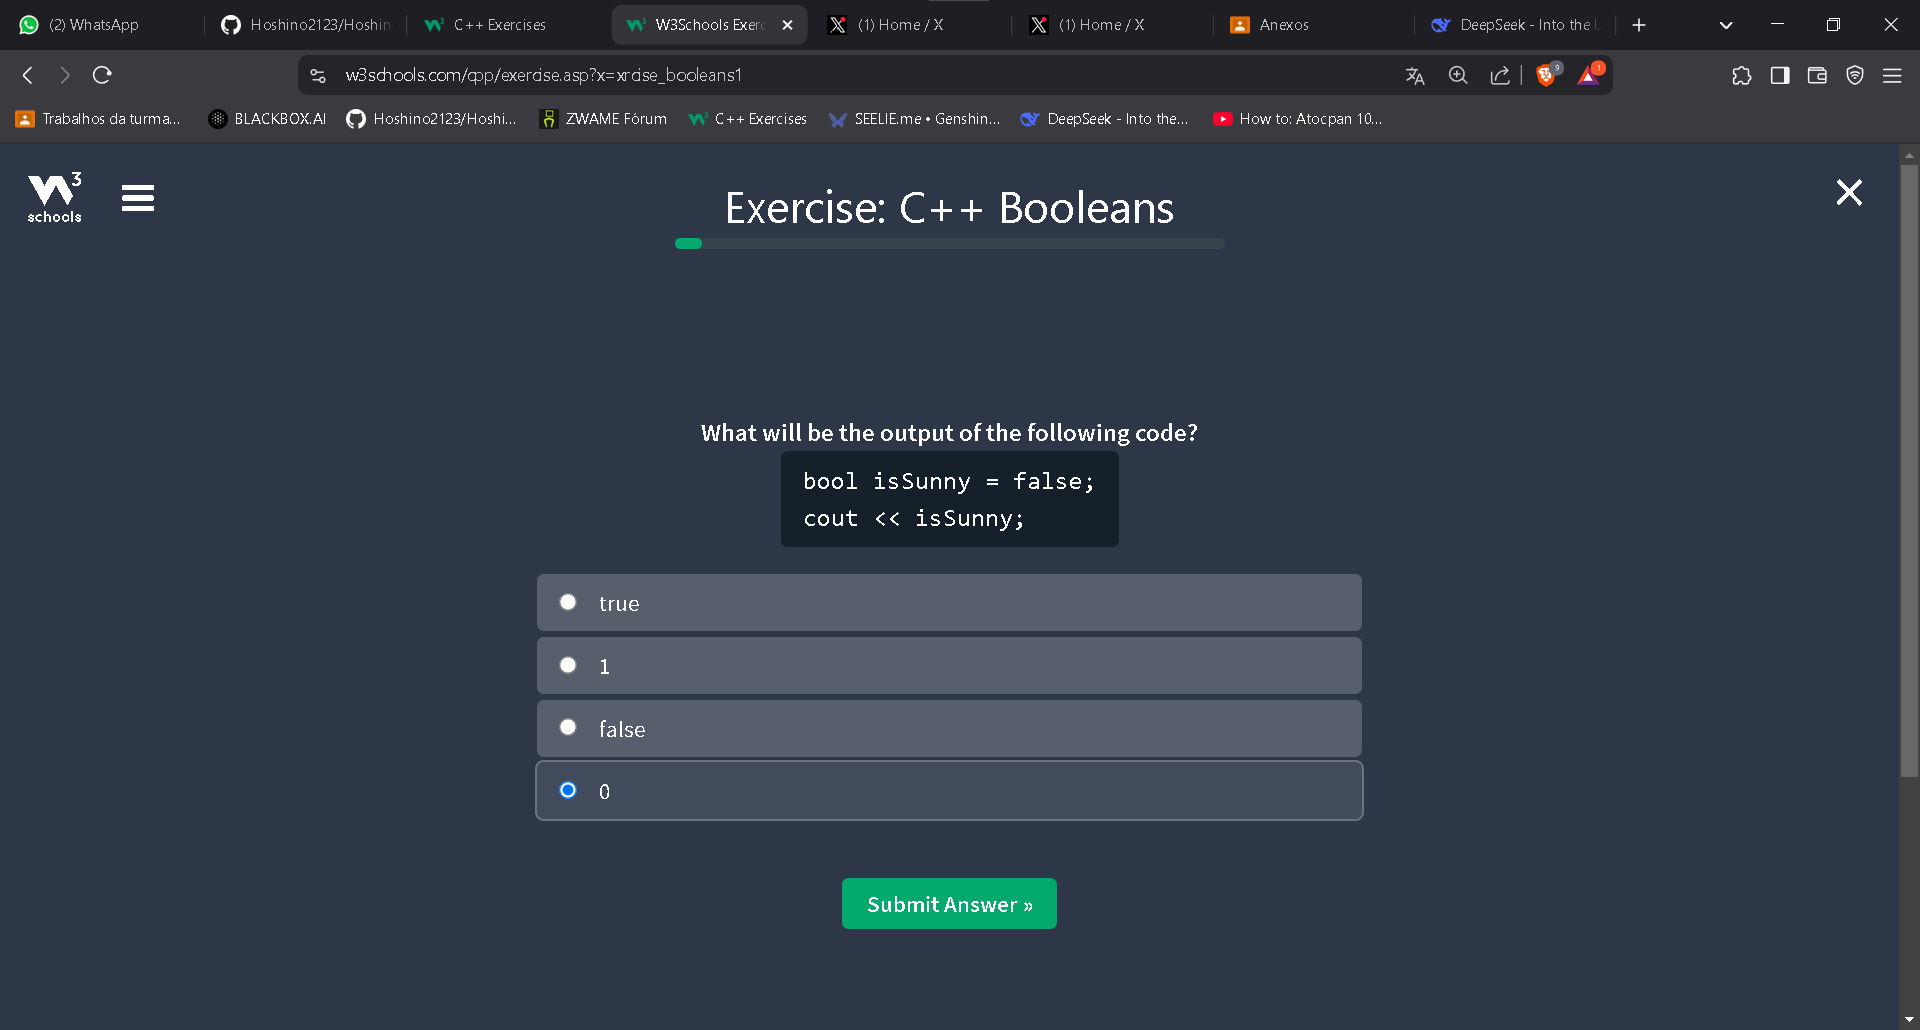 (2) WhatsApp
Hoshino2123/Hoshin
C++ Exercises
W3Schools Exerc
(1) Home / X
(1) Home / X
Anexos
DeepSeek - Into the U
w3schools.com/cpp/exercise.asp?x=xrcise_booleans1
9
1
Trabalhos da turma...
BLACKBOX.AI
Hoshino2123/Hoshi...
ZWAME Fórum
C++ Exercises
SEELIE.me • Genshin...
DeepSeek - Into the...
How to: Atocpan 10...
W3
schools
Exercise: C++ Booleans
What will be the output of the following code?
bool isSunny = false;
cout << isSunny;
true
1
false
0
Submit Answer »